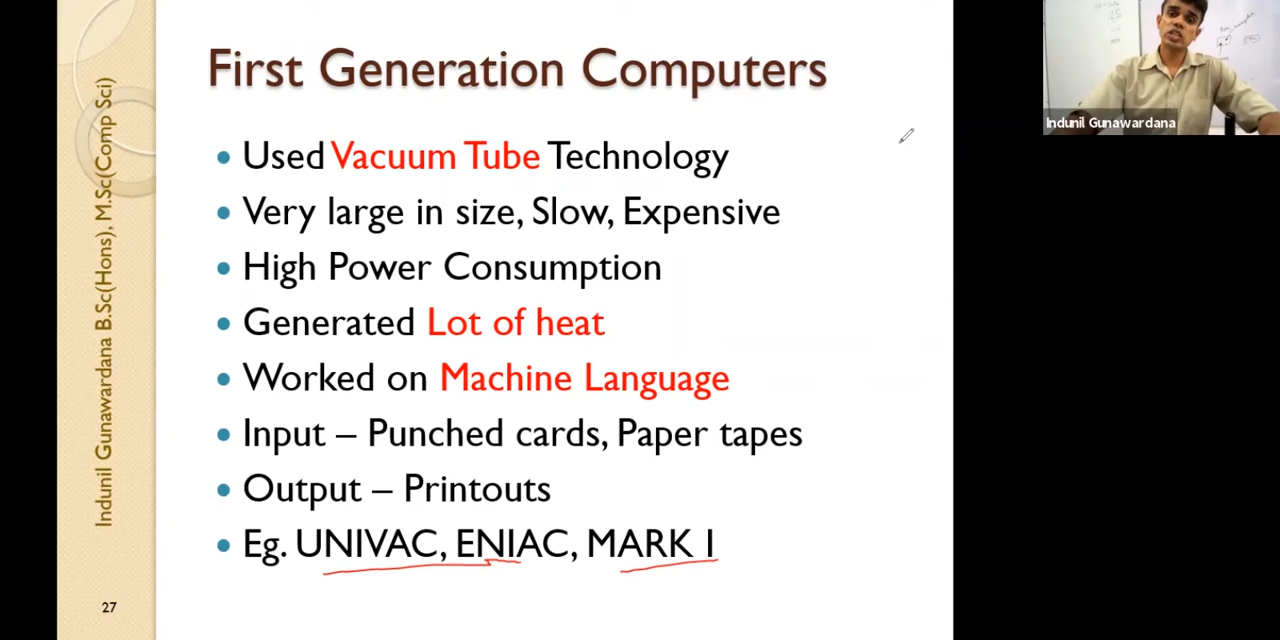 First Generation Computers
• Used Vacuum Tube Technology
• Very large in size, Slow, Expensive
• High Power Consumption
• Generated Lot of heat
• Worked on Machine Language
• Input – Punched cards, Paper tapes
• Output – Printouts
• Eg. UNIVAC, ENIAC, MARK I
Indunil Gunawardana B.Sc(Hons), M.Sc(Comp Sci)
27
Indunil Gunawardana